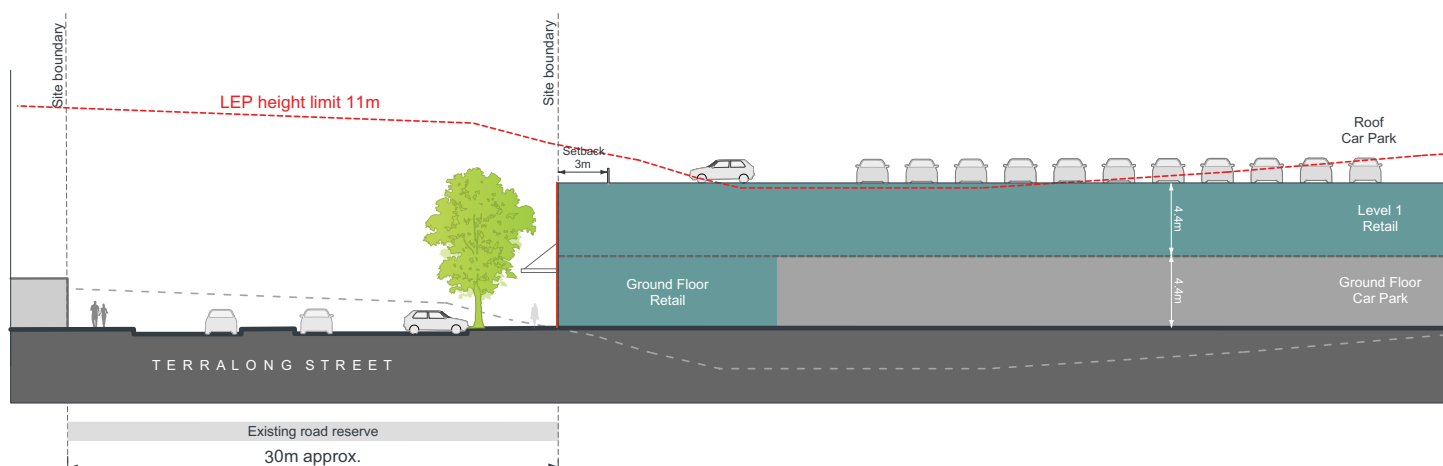 Site boundary
Site boundary
LEP height limit 11m
Roof
Car Park
Setback
3m
4.4m
Level 1
Retail
Ground Floor
Retail
4.4m
Ground Floor
Car Park
TERRALONG STREET
Existing road reserve
30m approx.